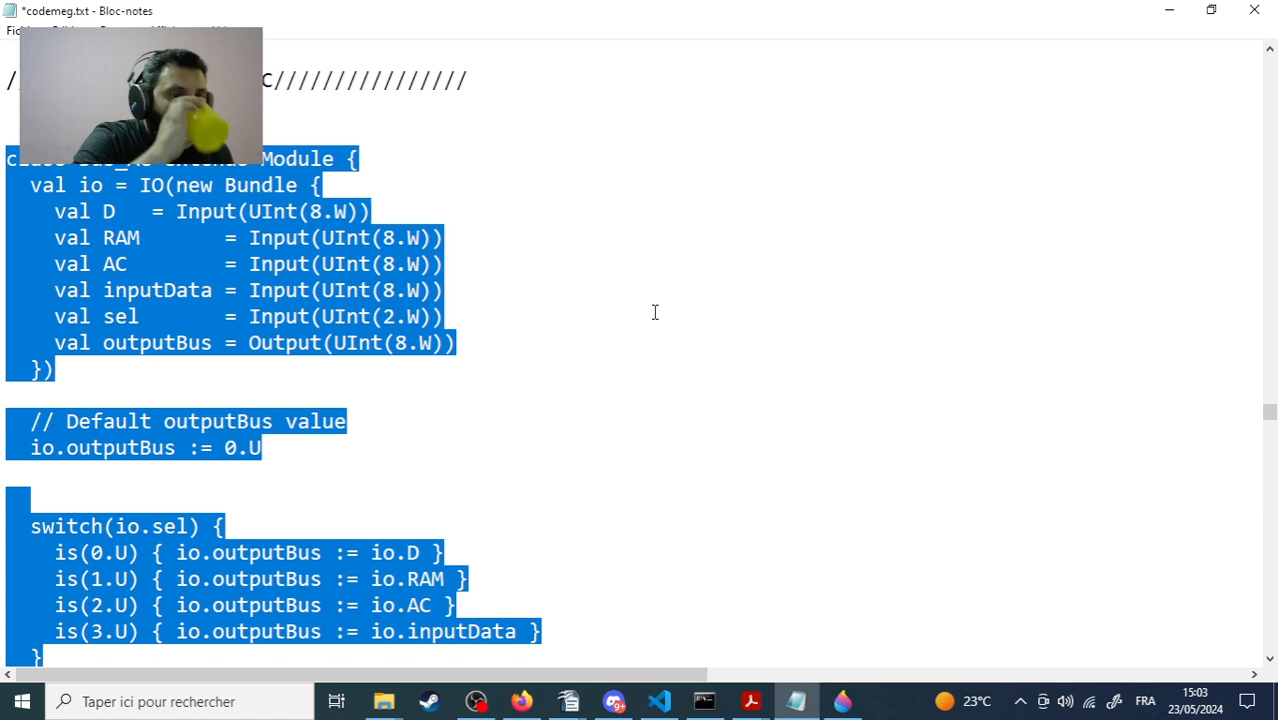 *codemeg.txt - Bloc-notes
C///////////////
Module {
val io = IO(new Bundle {
val D = Input(UInt(8.W))
val RAM = Input(UInt(8.W))
val AC = Input(UInt(8.W))
val inputData = Input(UInt(8.W))
val sel = Input(UInt(2.W))
val outputBus = Output(UInt(8.W))
})
// Default outputBus value
io.outputBus := 0.U
switch(io.sel) {
is(0.U) { io.outputBus := io.D }
is(1.U) { io.outputBus := io.RAM }
is(2.U) { io.outputBus := io.AC }
is(3.U) { io.outputBus := io.inputData }
}
Taper ici pour rechercher
9+
23°C
FRA
15:03
23/05/2024